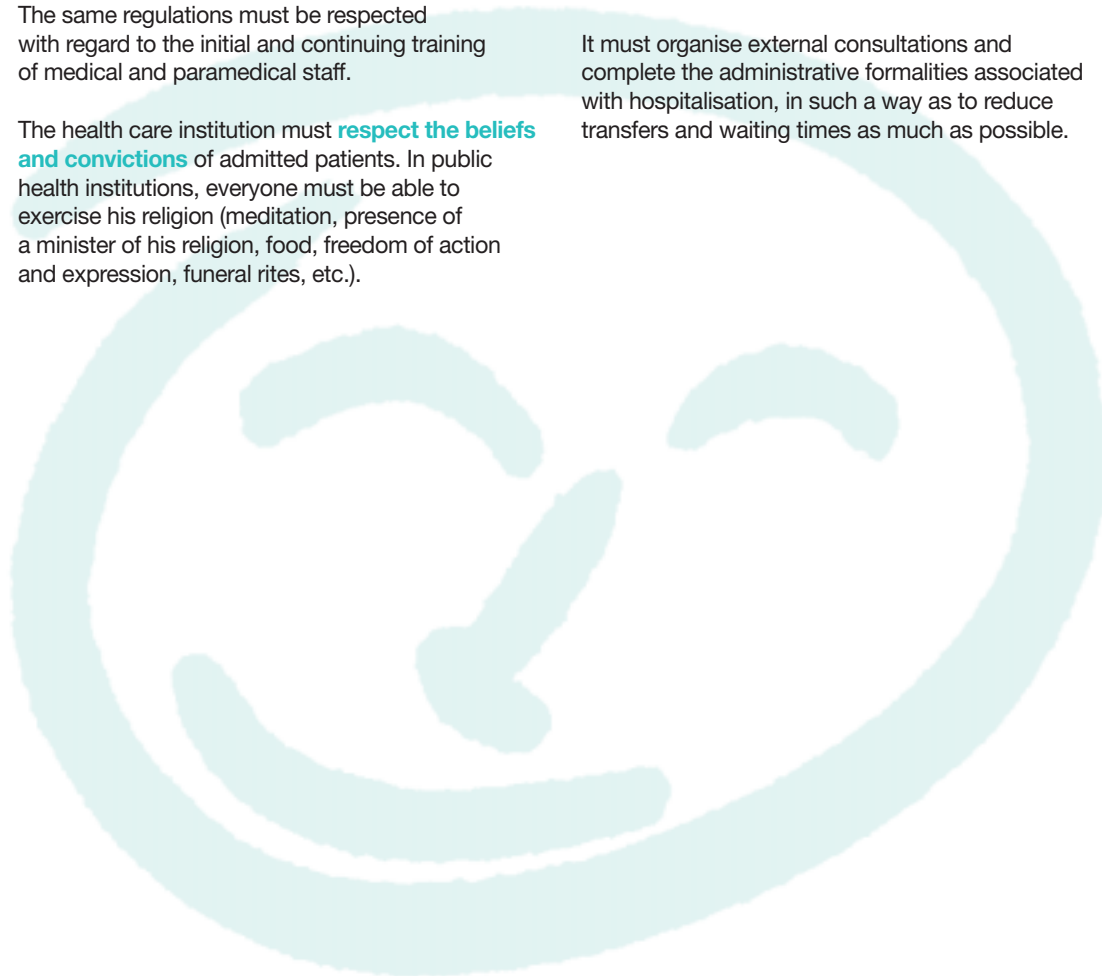 The same regulations must be respected
with regard to the initial and continuing training
of medical and paramedical staff.
The health care institution must respect the beliefs
and convictions of admitted patients. In public
health institutions, everyone must be able to
exercise his religion (meditation, presence of
a minister of his religion, food, freedom of action
and expression, funeral rites, etc.).
It must organise external consultations and
complete the administrative formalities associated
with hospitalisation, in such a way as to reduce
transfers and waiting times as much as possible.